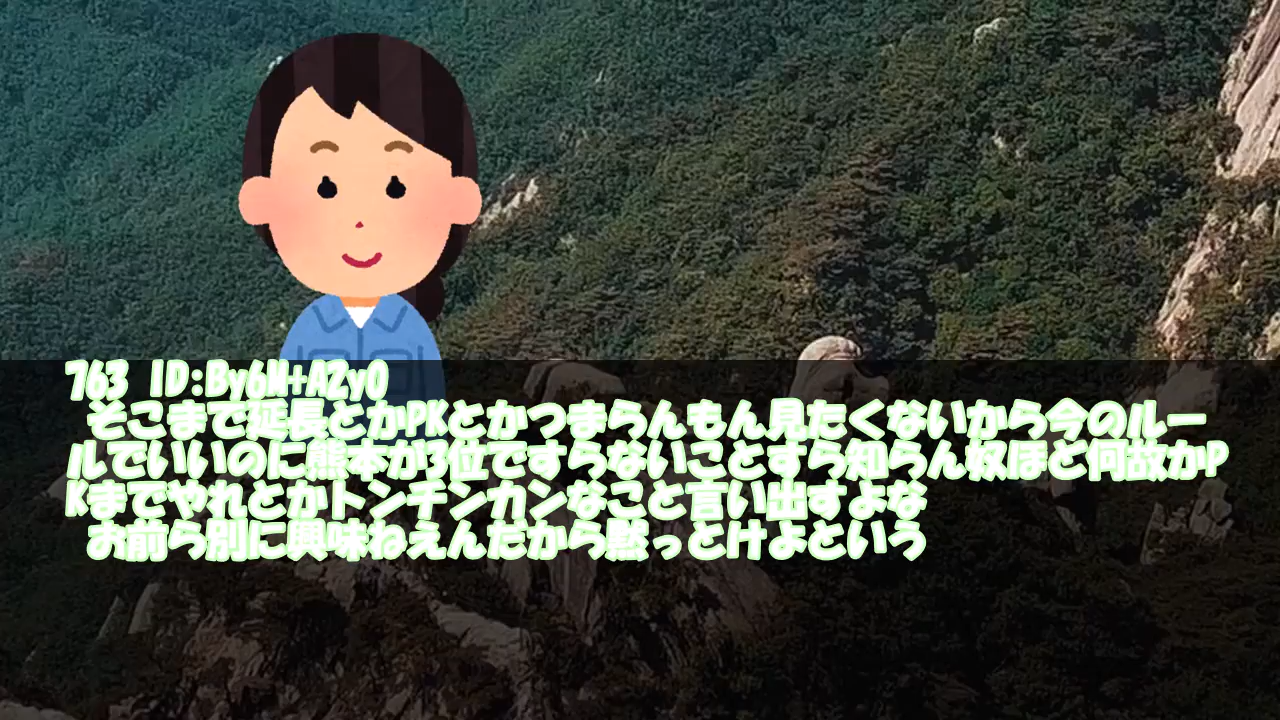 763 ID:By6M+AZy0
そこまで延長とかPKとかつまらんもん見たくないから今のルー
ルでいいのに熊本が3位ですらないことすら知らん奴ほど何故かP
Kまでやれとかトンチンカンなこと言い出すよな
お前ら別に興味ねえんだから黙っとけよという